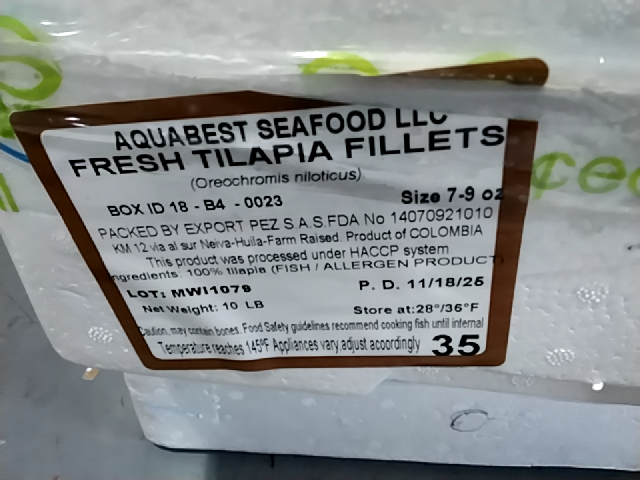 AQUABEST SEAFOOD LLC
FRESH TILAPIA FILLETS
(Oreochromis niloticus)
Size 7-9 oz
BOX ID 18 - B4 - 0023
PACKED BY EXPORT PEZ S.A.S.FDA No 14070921010
KM 12 via al sur Neiva-Huila-Farm Raised. Product of COLOMBIA
This product was processed under HACCP system
Ingredients: 100% tilapia (FISH / ALLERGEN PRODUCT)
LOT: MWI1079 P. D. 11/18/25
Net Weight: 10 LB Store at:28°/36°F
Caution, may contain bones. Food Safety guidelines recommend cooking fish until internal
Temperature reaches 145ºF Appliances vary, adjust accordingly 35